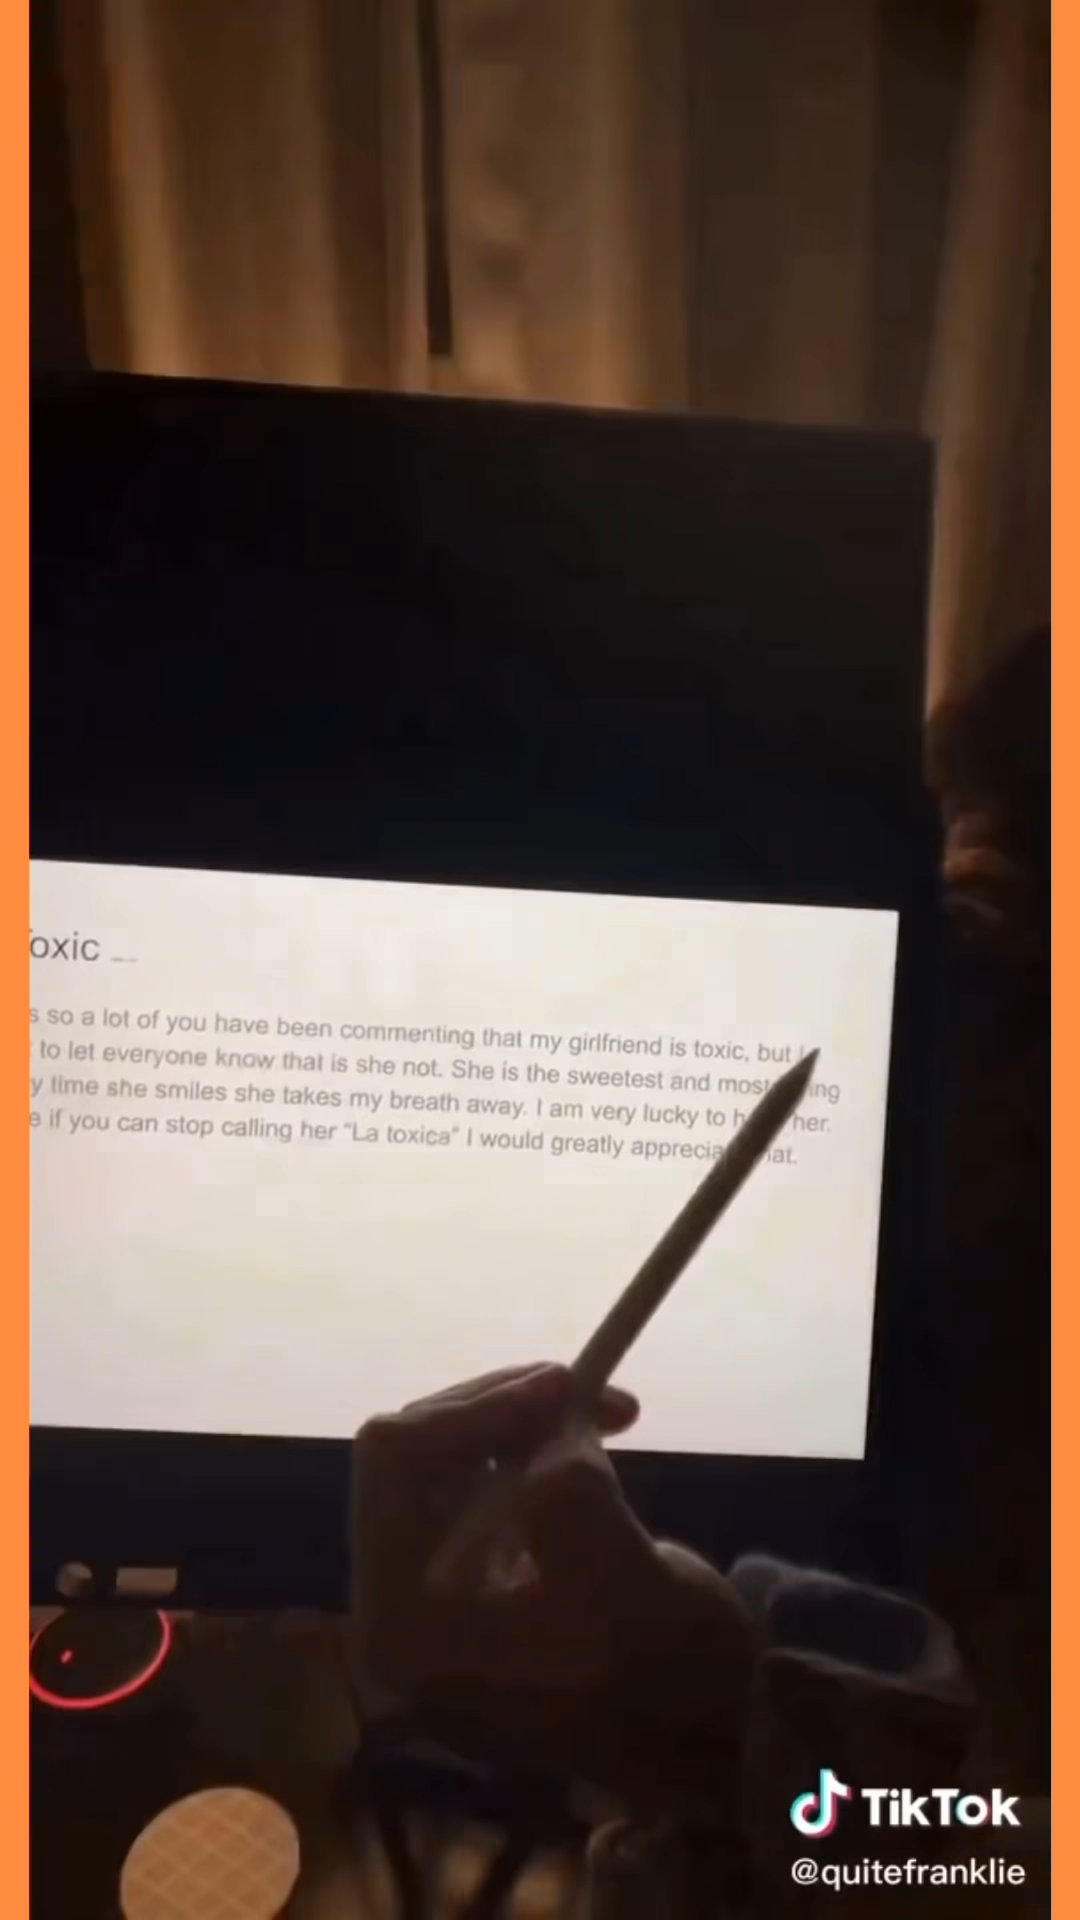 oxic
s so a lot of you have been commenting that my girlfriend is toxic, but
to let everyone know that is she not. She is the sweetest and most
y time she smiles she takes my breath away. I am very lucky to her.
e if you can stop calling her “La toxica” I would greatly
TikTok
@quitefranklie